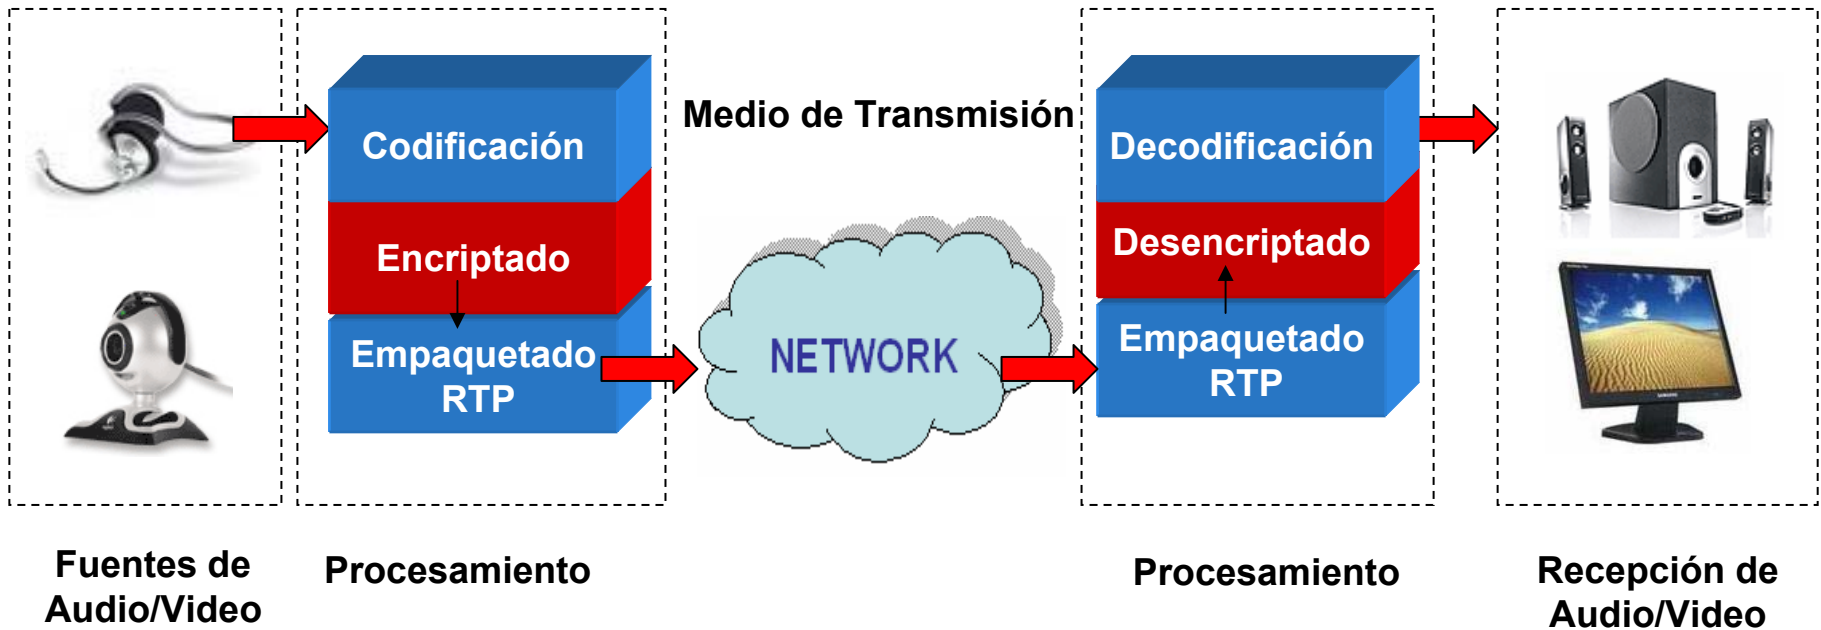 Codificación
Encriptado
Empaquetado
RTP
Medio de Transmisión
NETWORK
Decodificación
Desencriptado
Empaquetado
RTP
SAMSUNG
Fuentes de
Audio/Video
Procesamiento
Procesamiento
Recepción de
Audio/Video